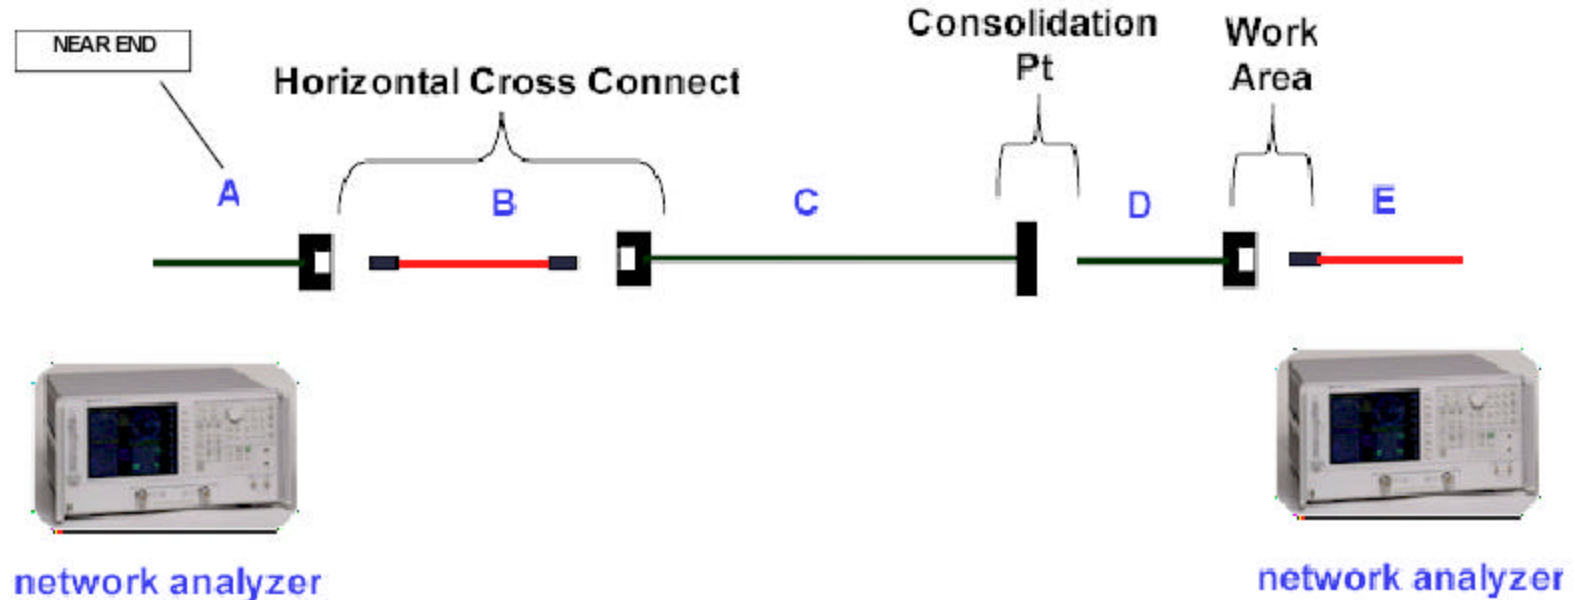 NEAR END
Horizontal Cross Connect
Consolidation
Pt
Work
Area
A
B
C
D
E
network analyzer
network analyzer